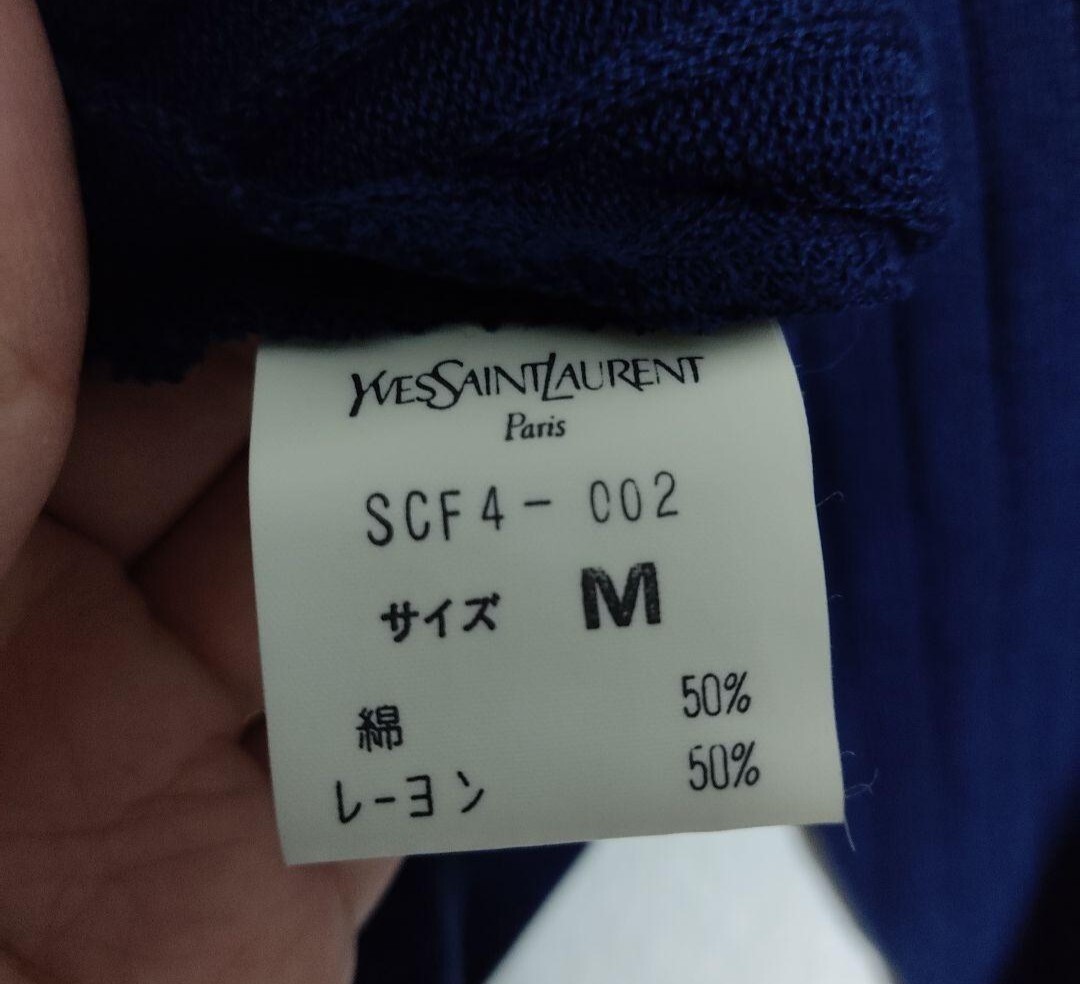 YVESSAINTLAURENT
Paris
SCF4- 002
サイズ M
綿 50%
レーヨン 50%